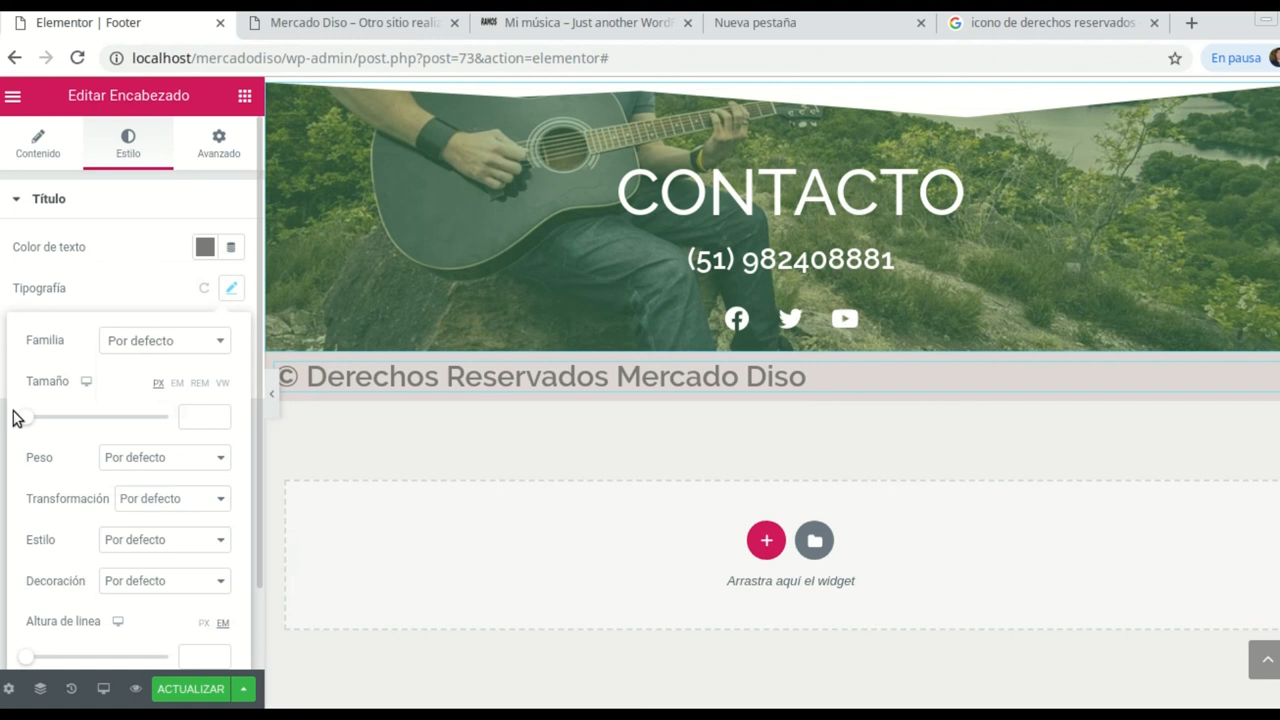 Elementor | Footer
Mercado Diso – Otro sitio realiz
RAMOS Mi música – Just another Word
Nueva pestaña
icono de derechos reservados
localhost/mercadodiso/wp-admin/post.php?post=73&action=elementor#
En pausa
Editar Encabezado
Contenido
Estilo
Avanzado
Título
Color de texto
Tipografía
Familia
Por defecto
Tamaño
PX EM REM VW
Peso
Por defecto
Transformación
Por defecto
Estilo
Por defecto
Decoración
Por defecto
Altura de linea
PX EM
ACTUALIZAR
CONTACTO
(51) 982408881
© Derechos Reservados Mercado Diso
Arrastra aquí el widget